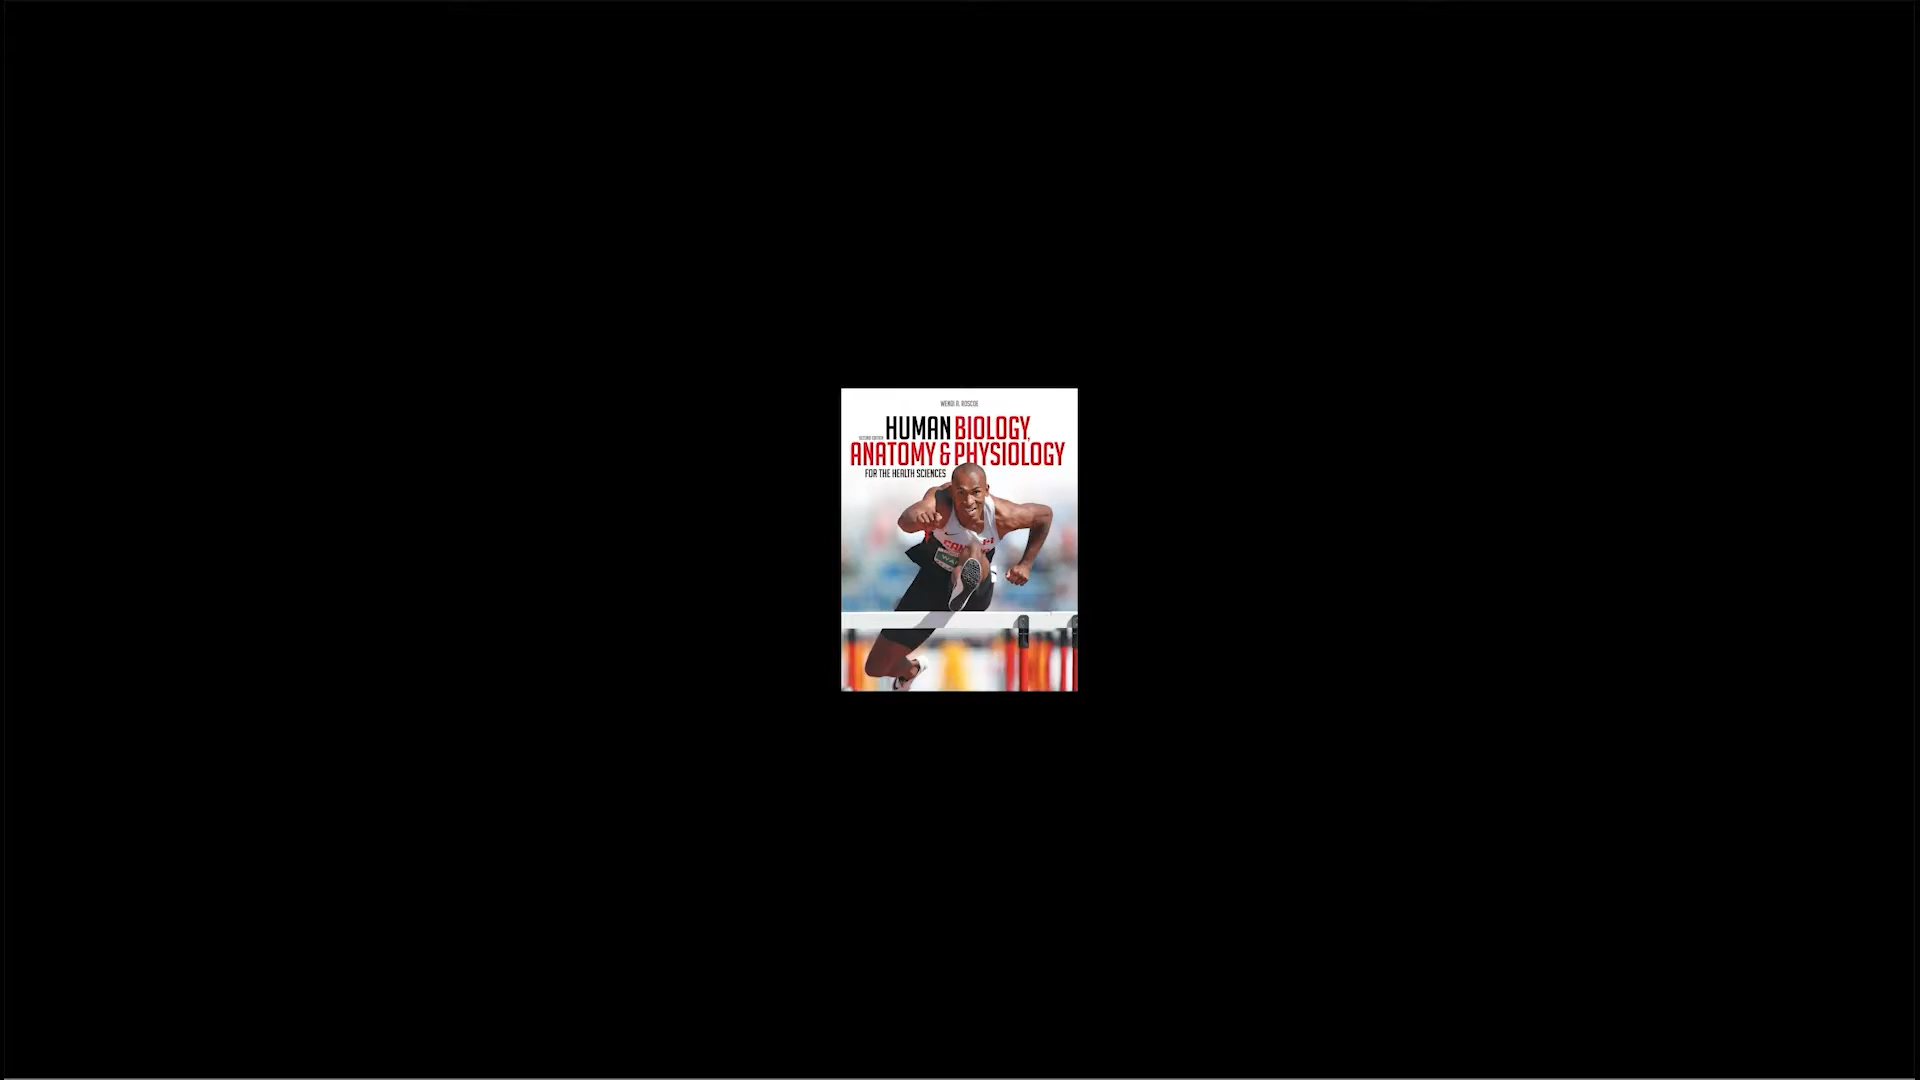 WENDI A. ROSCOE
HUMAN BIOLOGY,
SECOND EDITION
ANATOMY & PHYSIOLOGY
FOR THE HEALTH SCIENCES